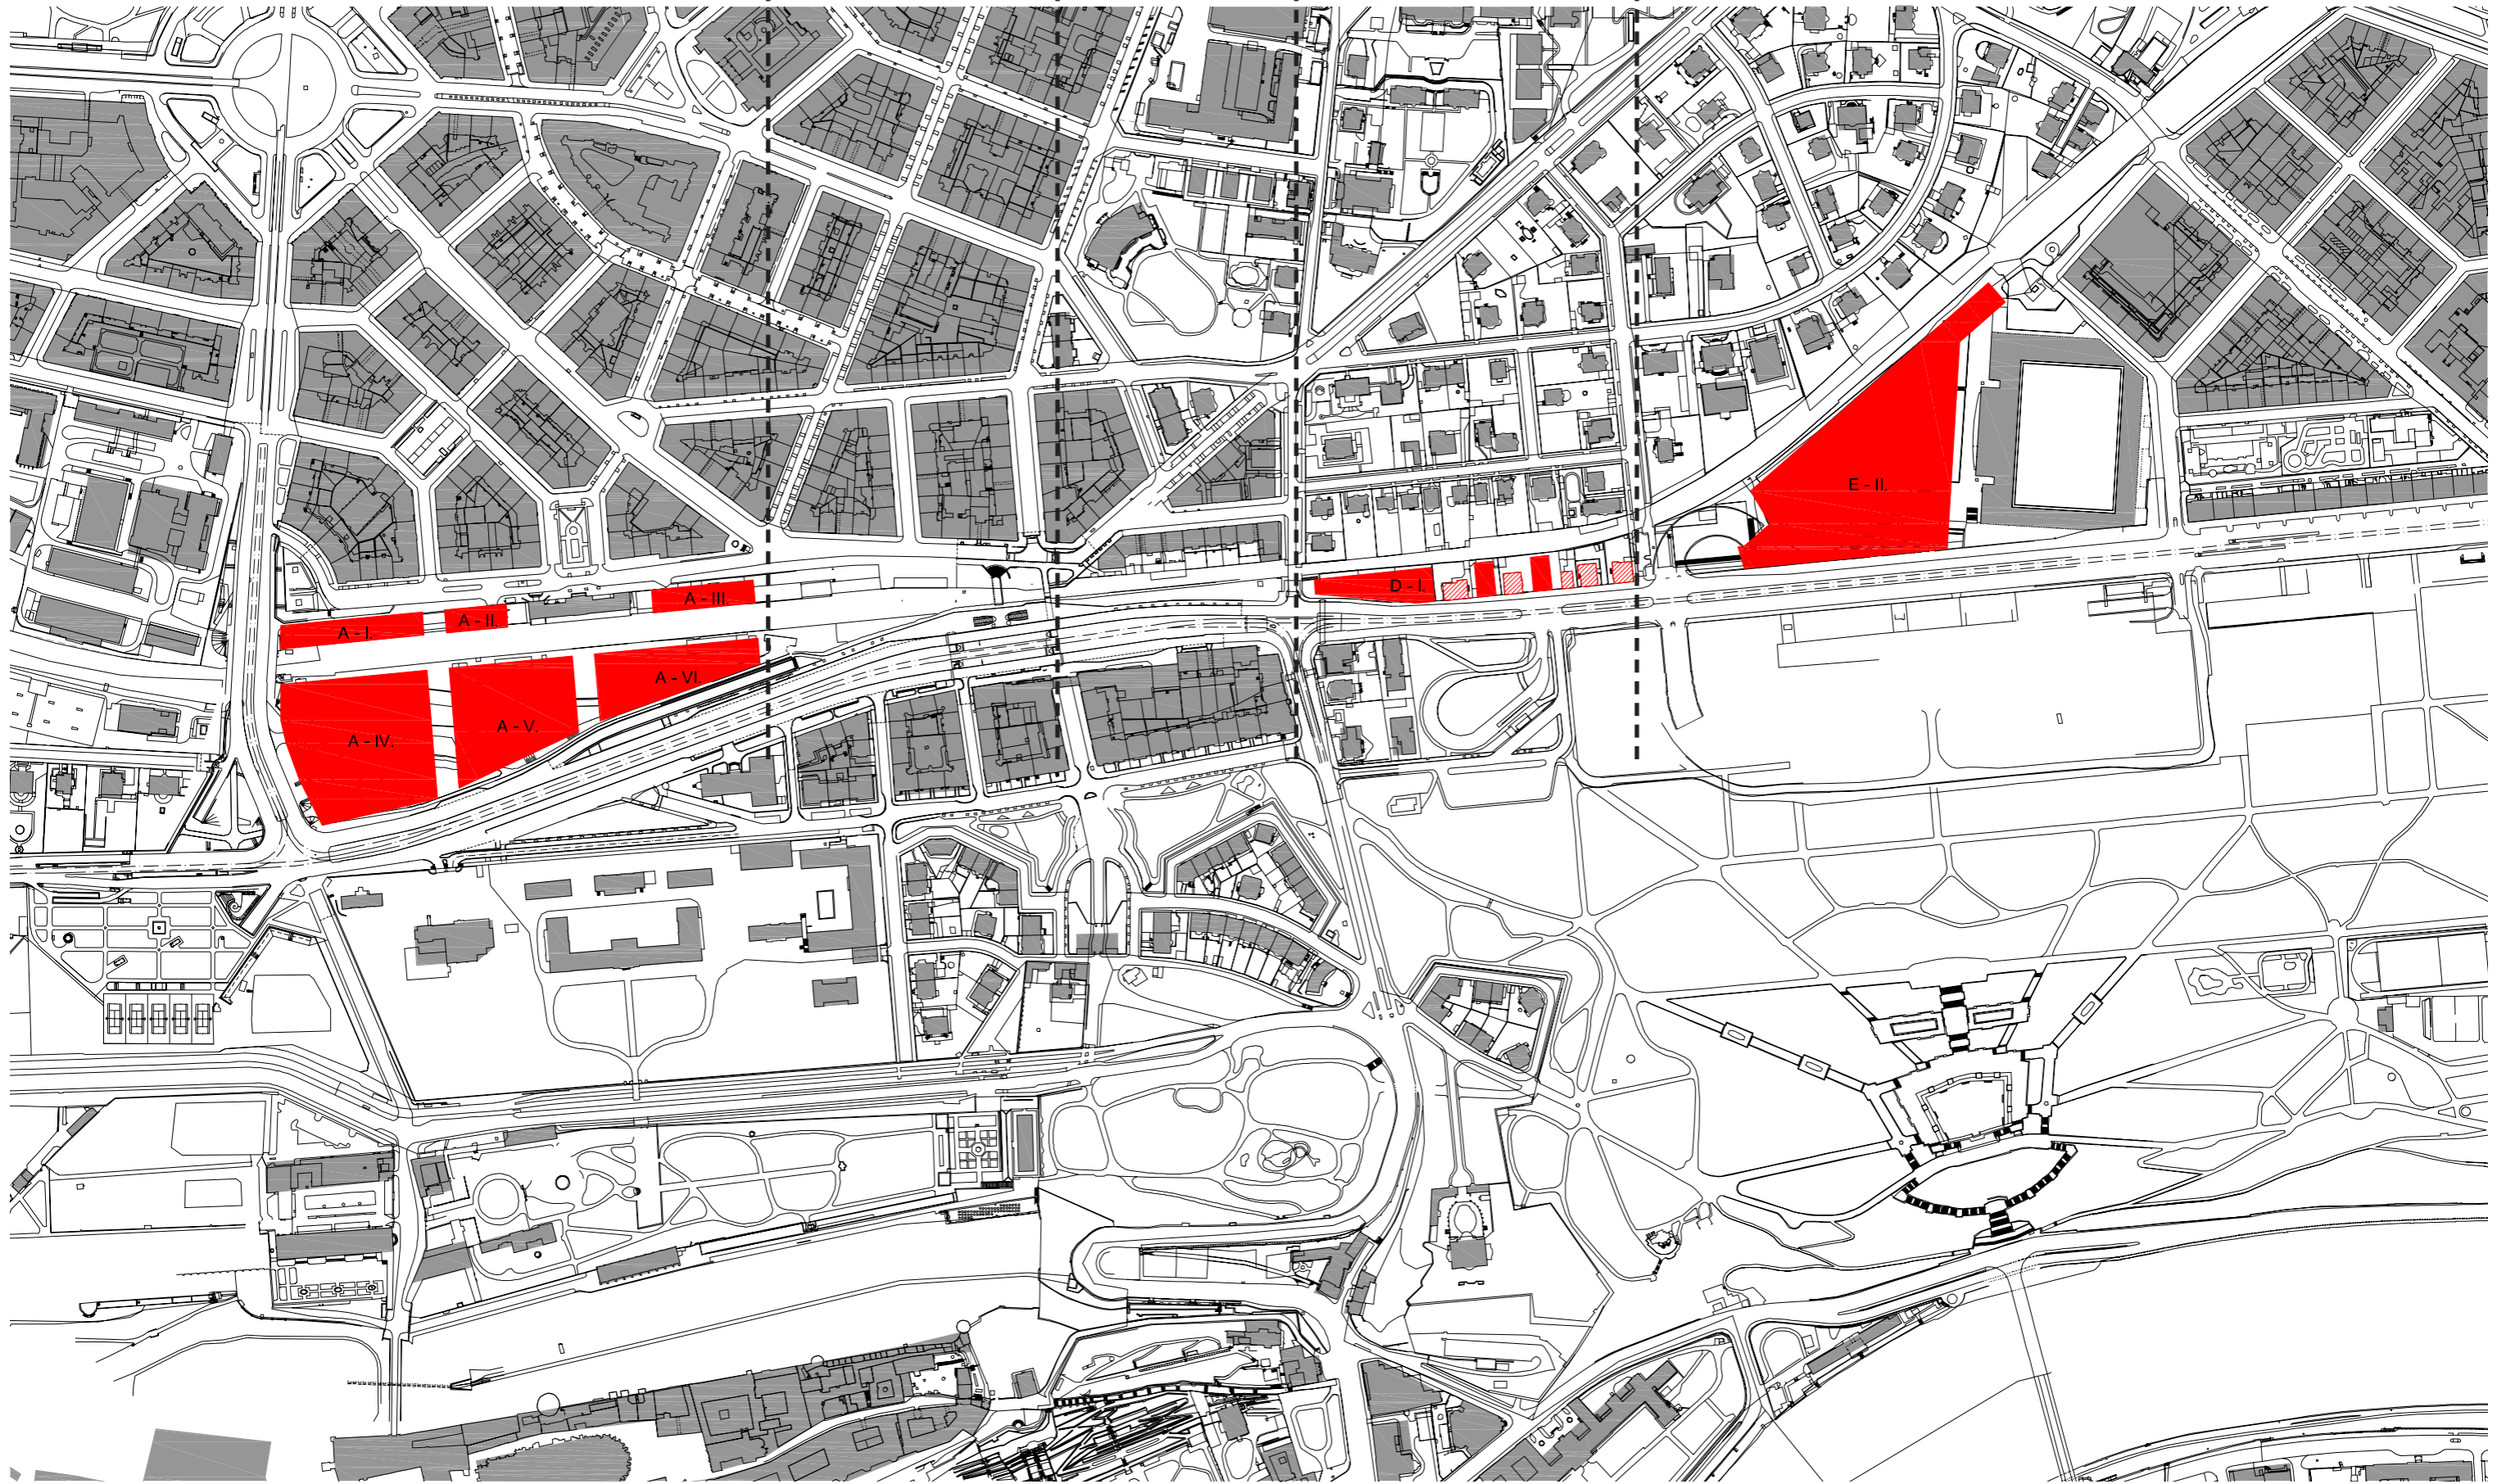 E - II.
D - I.
A - III.
A - II.
A - I.
A - VI.
A - V.
A - IV.